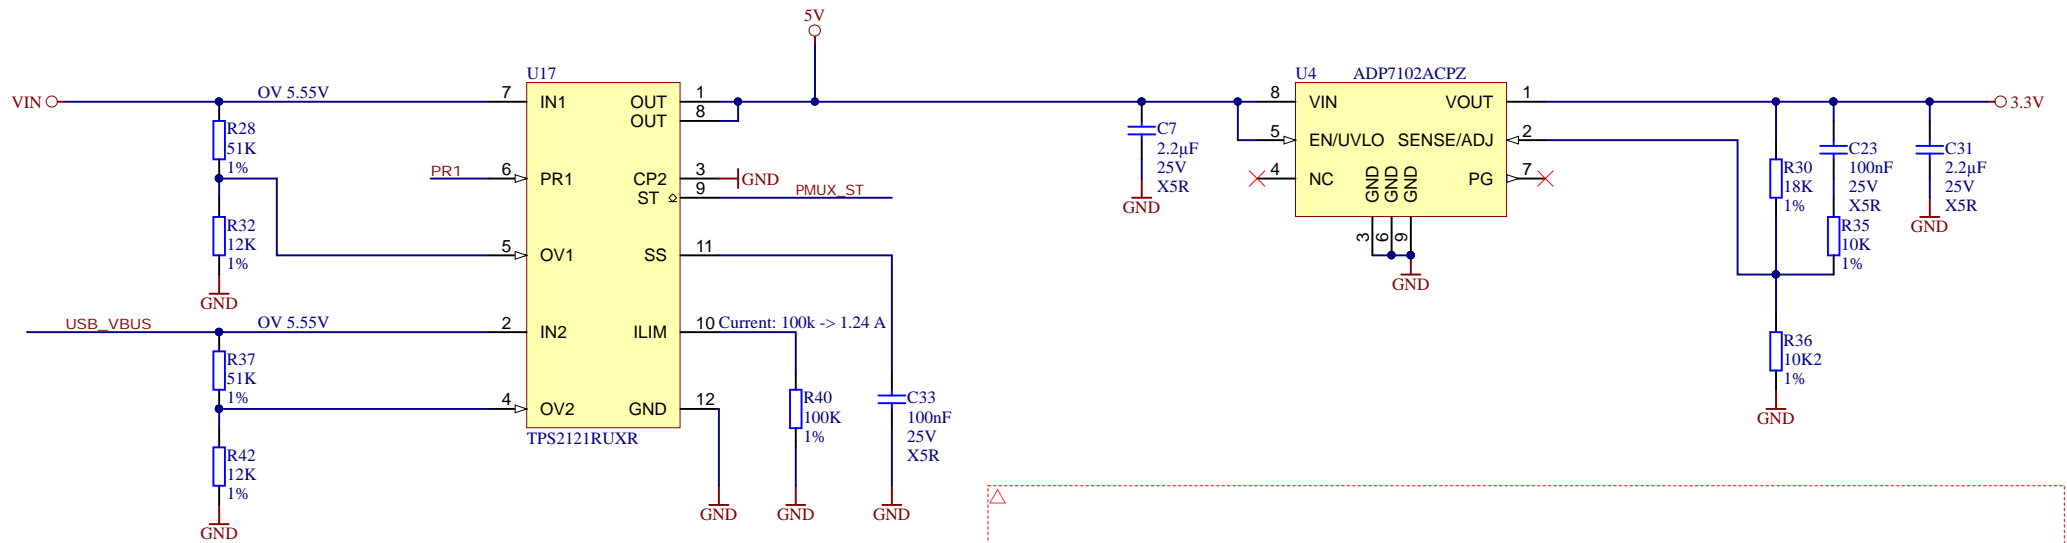 5V
VIN
OV 5.55V
U17
7
IN1
OUT
1
OUT
8
R28
51K
1%
PR1
6
PR1
CP2
3
GND
ST
9
PMUX_ST
R32
12K
1%
5
OV1
SS
11
GND
USB_VBUS
OV 5.55V
2
IN2
ILIM
10
Current: 100k -> 1.24 A
R37
51K
1%
4
OV2
GND
12
TPS2121RUXR
R42
12K
1%
GND
R40
100K
1%
C33
100nF
25V
X5R
GND
GND
GND
C7
2.2µF
25V
X5R
GND
U4
ADP7102ACPZ
8
VIN
VOUT
1
3.3V
5
EN/UVLO
SENSE/ADJ
2
4
NC
GND
GND
GND
PG
7
3
6
9
GND
R30
18K
1%
C23
100nF
25V
X5R
C31
2.2µF
25V
X5R
GND
R35
10K
1%
R36
10K2
1%
GND